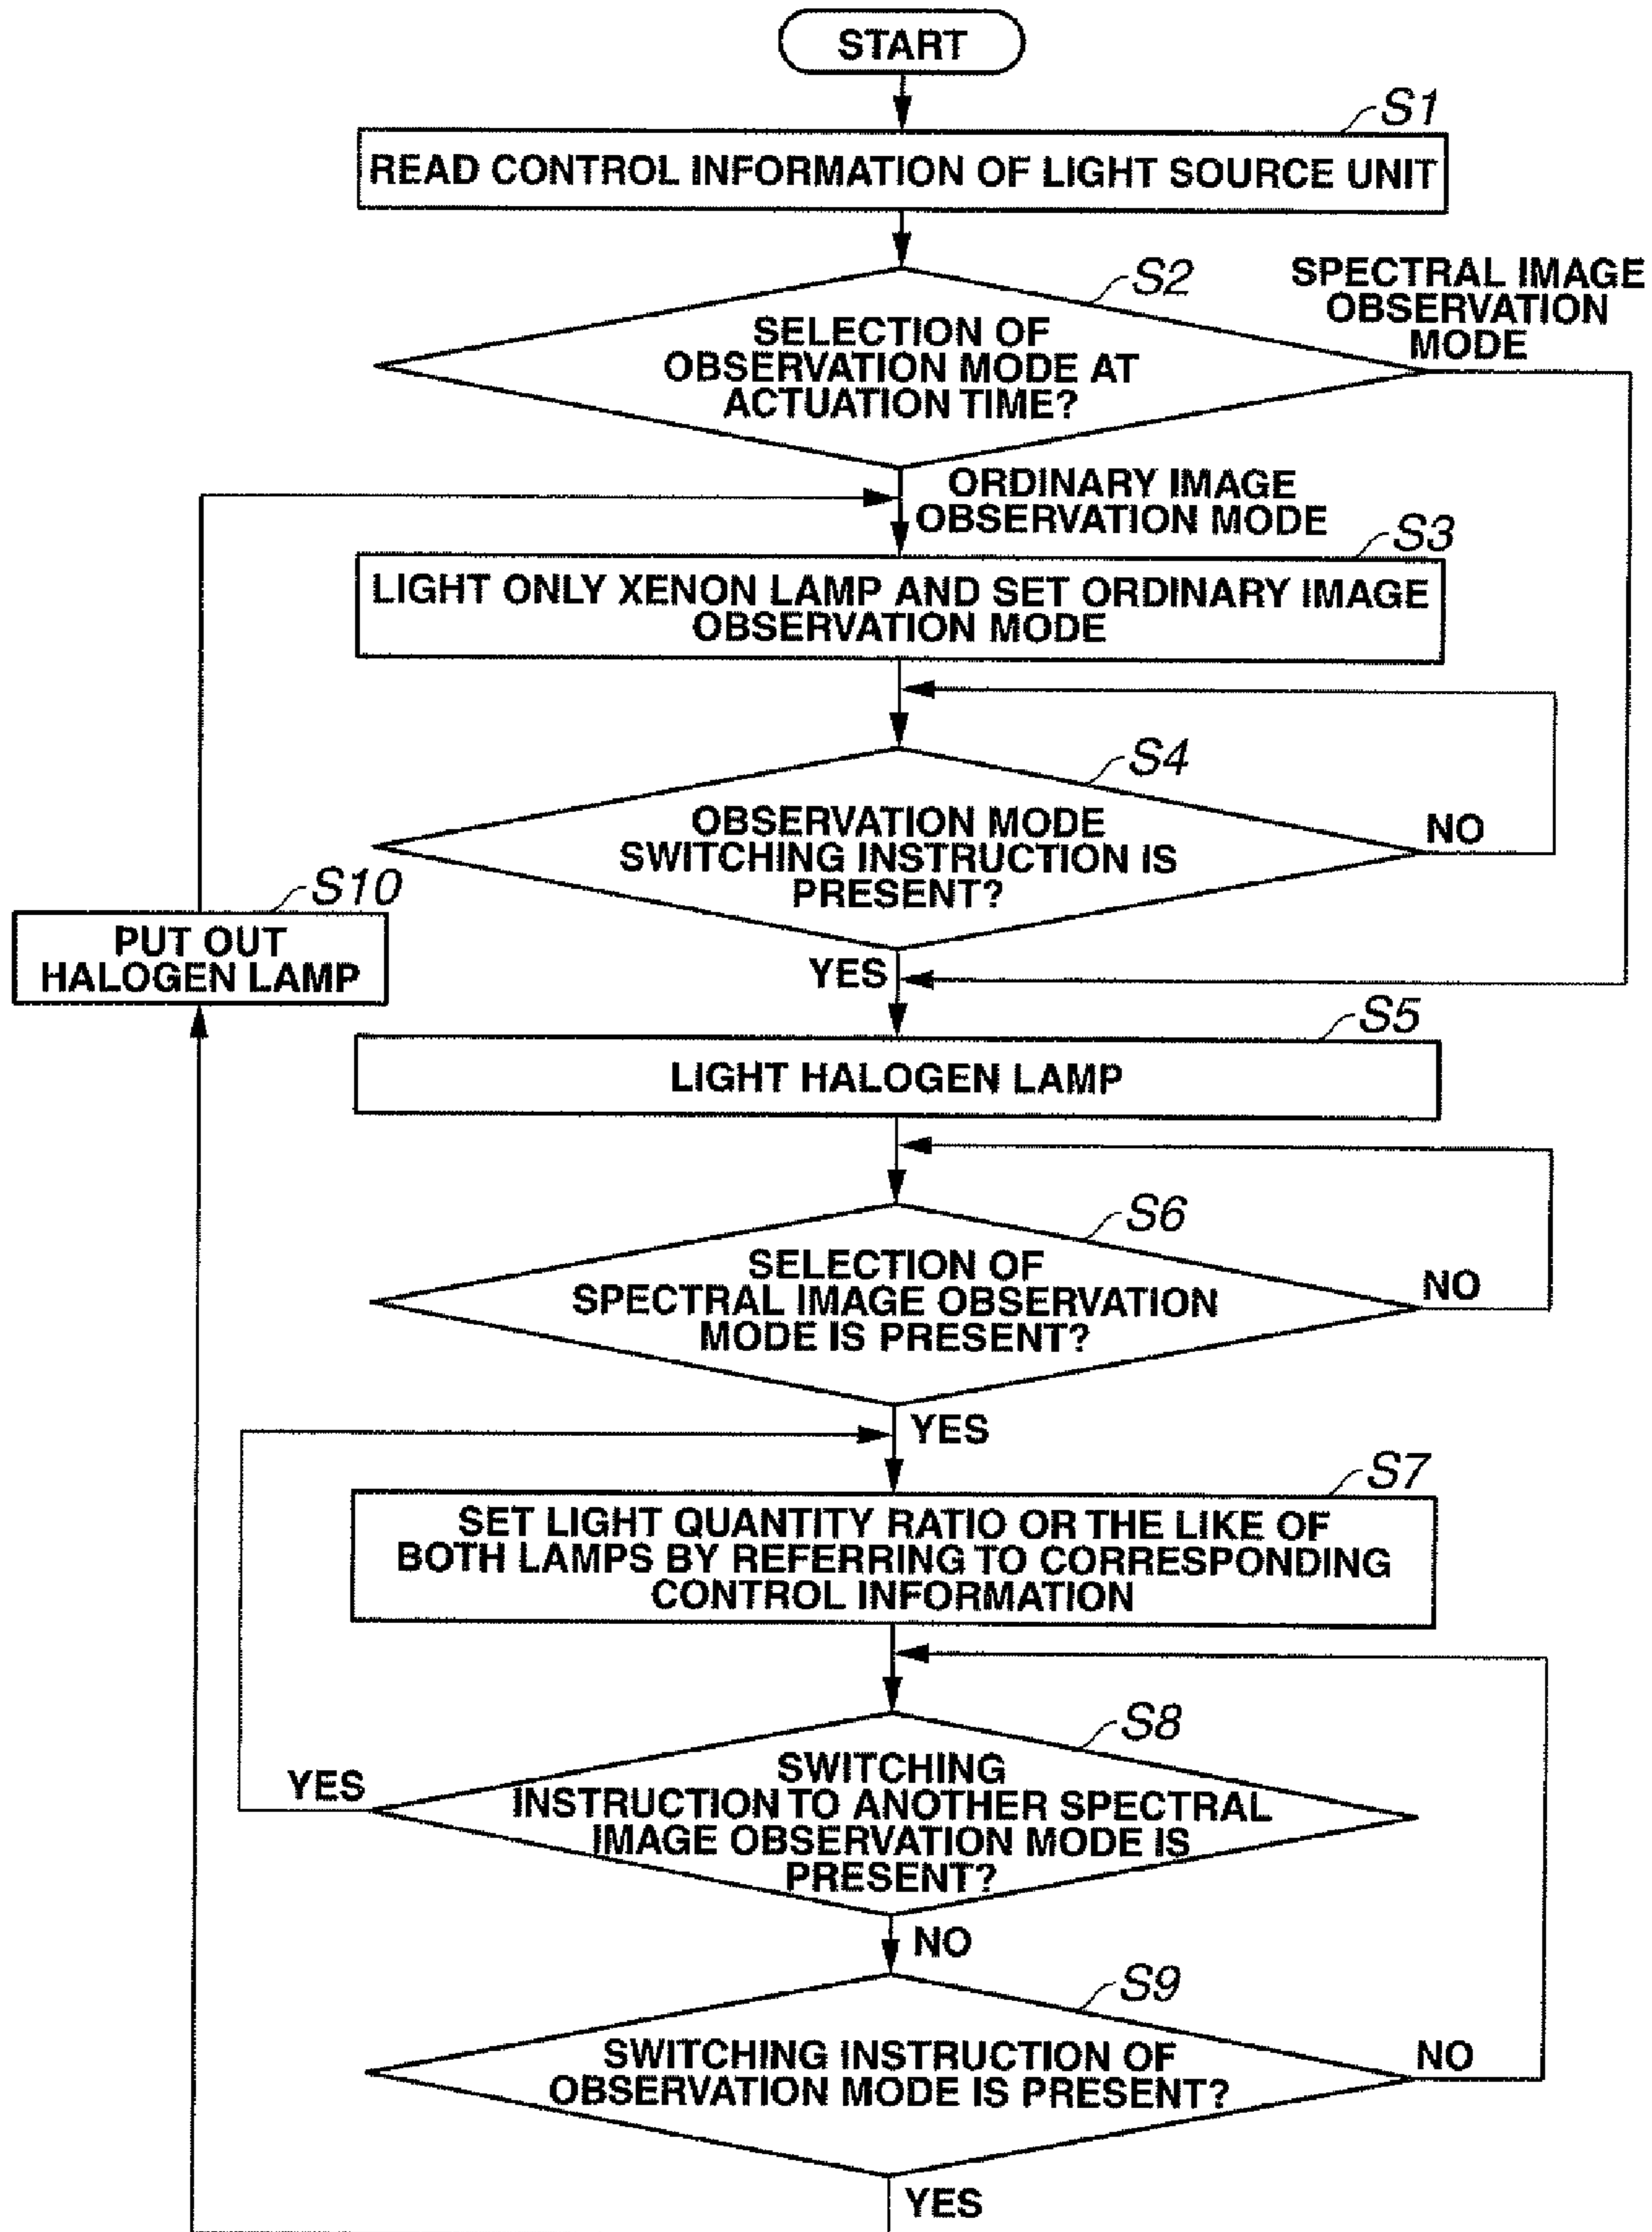 START
S1
READ CONTROL INFORMATION OF LIGHT SOURCE UNIT
S2
SELECTION OF
OBSERVATION MODE AT
ACTUATION TIME?
SPECTRAL IMAGE
OBSERVATION
MODE
ORDINARY IMAGE
OBSERVATION MODE
S3
LIGHT ONLY XENON LAMP AND SET ORDINARY IMAGE
OBSERVATION MODE
S4
OBSERVATION MODE
SWITCHING INSTRUCTION IS
PRESENT?
NO
S10
PUT OUT
HALOGEN LAMP
YES
S5
LIGHT HALOGEN LAMP
S6
SELECTION OF
SPECTRAL IMAGE OBSERVATION
MODE IS PRESENT?
NO
YES
S7
SET LIGHT QUANTITY RATIO OR THE LIKE OF
BOTH LAMPS BY REFERRING TO CORRESPONDING
CONTROL INFORMATION
S8
SWITCHING
INSTRUCTION TO ANOTHER SPECTRAL
IMAGE OBSERVATION MODE IS
PRESENT?
YES
NO
S9
SWITCHING INSTRUCTION OF
OBSERVATION MODE IS PRESENT?
NO
YES